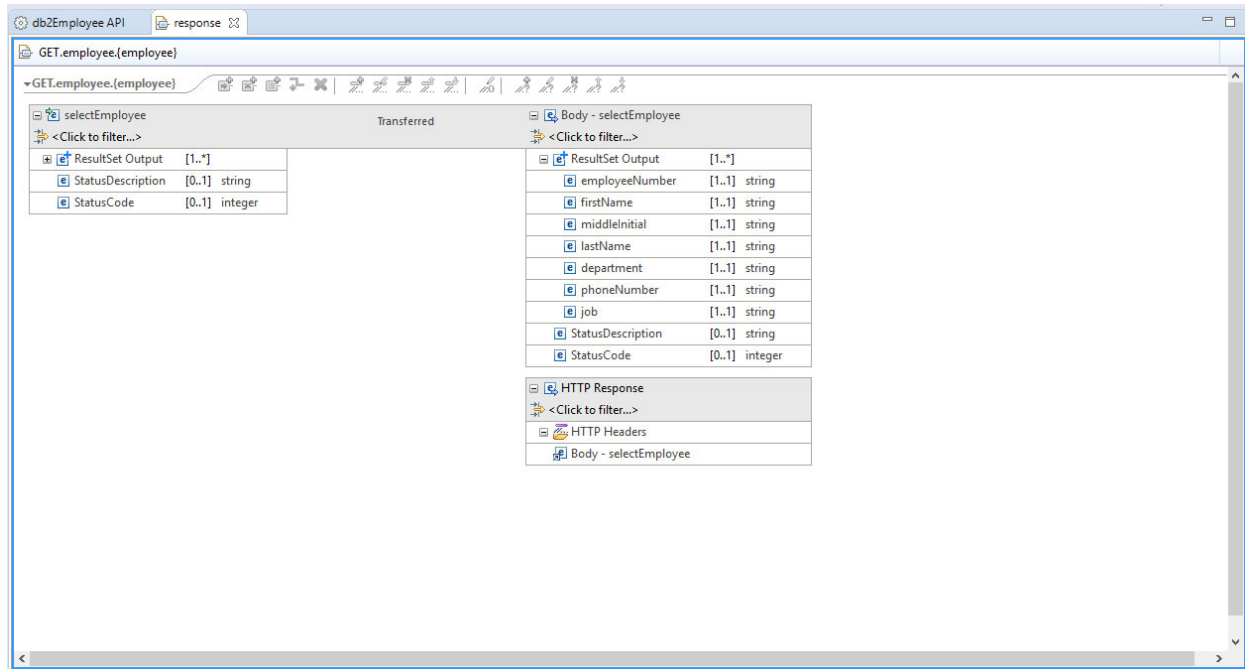 db2Employee API response
GET.employee.{employee}
GET.employee.{employee}
selectEmployee
<Click to filter...>
ResultSet Output [1..*]
StatusDescription [0..1] string
StatusCode [0..1] integer
Transferred
Body - selectEmployee
<Click to filter...>
ResultSet Output [1..*]
employeeNumber [1..1] string
firstName [1..1] string
middleInitial [1..1] string
lastName [1..1] string
department [1..1] string
phoneNumber [1..1] string
job [1..1] string
StatusDescription [0..1] string
StatusCode [0..1] integer
HTTP Response
<Click to filter...>
HTTP Headers
Body - selectEmployee